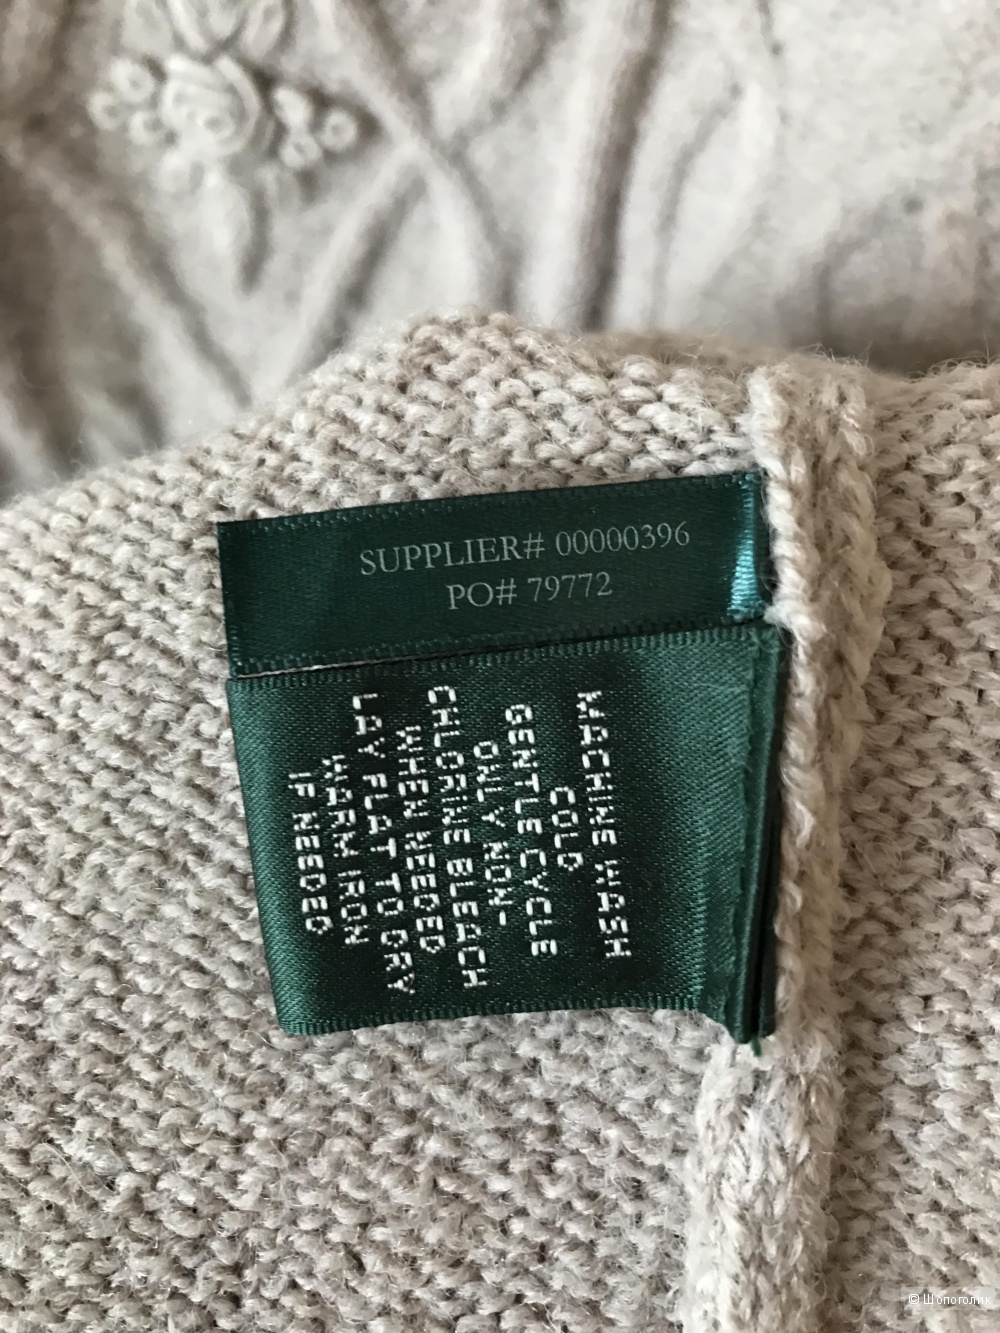 SUPPLIER# 00000396
PO# 79772
MACHINE WASH
COLD
GENTLE CYCLE
ONLY NON-
CHLORINE BLEACH
WHEN NEEDED
LAY FLAT TO DRY
WARM IRON
IF NEEDED
© Шопоголик